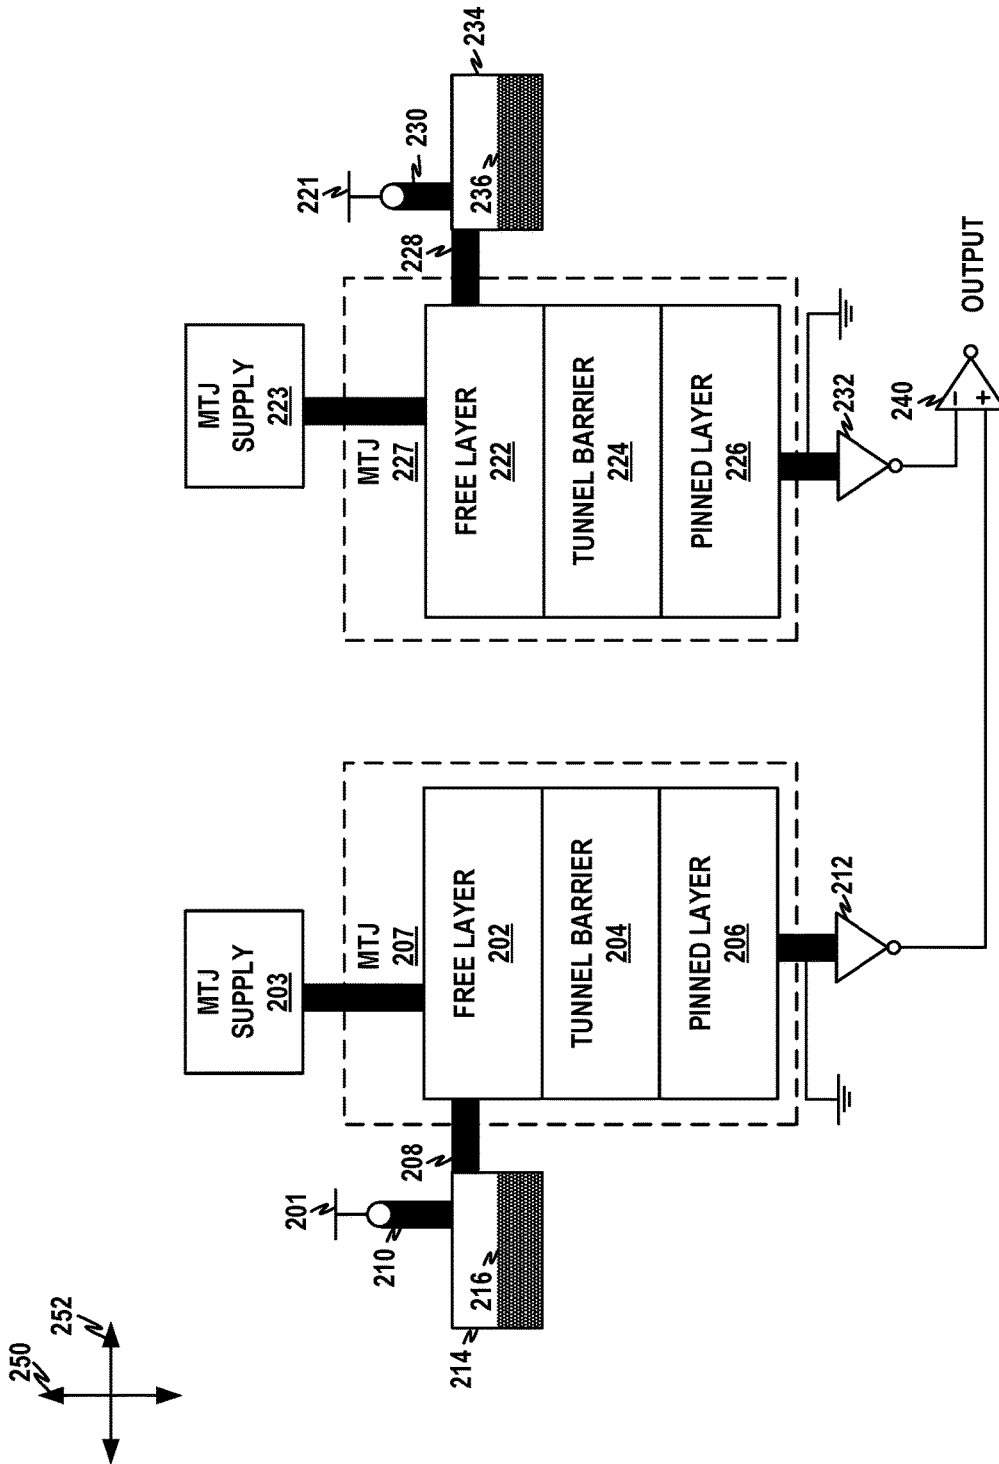 250
252
MTJ
SUPPLY
203
MTJ
SUPPLY
223
201
210
208
214
216
MTJ
207
FREE LAYER
202
TUNNEL BARRIER
204
PINNED LAYER
206
212
221
230
228
234
236
MTJ
227
FREE LAYER
222
TUNNEL BARRIER
224
PINNED LAYER
226
232
240
–
+
OUTPUT